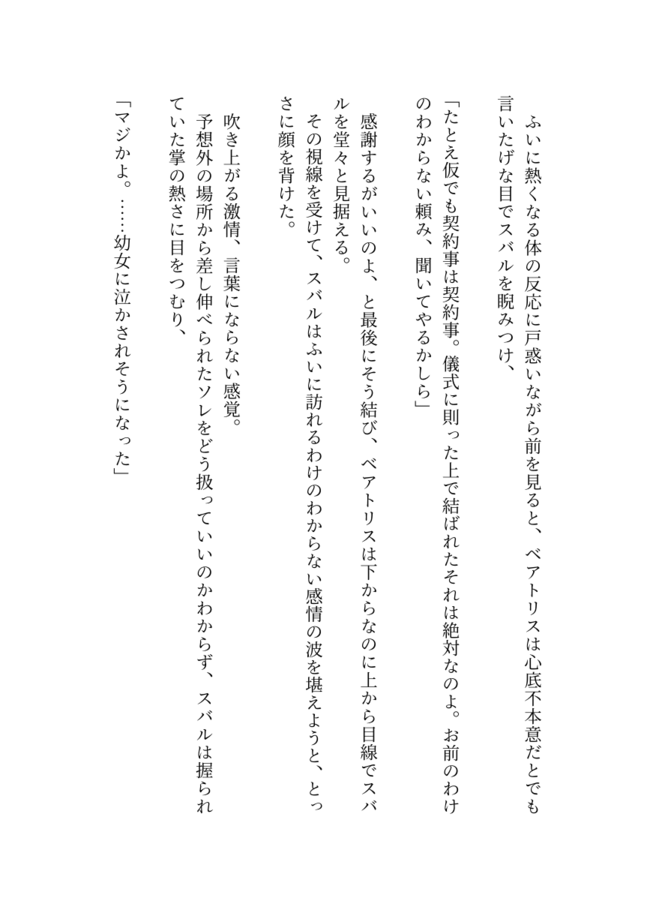 ふいに熱くなる体の反応に戸惑いながら前を見ると、ベアトリスは心底不本意だとでも
言いたげな目でスバルを睨みつけ、
「たとえ仮でも契約事は契約事。儀式に則った上で結ばれたそれは絶対なのよ。お前のわけ
のわからない頼み、聞いてやるかしら」
　感謝するがいいのよ、と最後にそう結び、ベアトリスは下からなのに上から目線でスバ
ルを堂々と見据える。
　その視線を受けて、スバルはふいに訪れるわけのわからない感情の波を堪えようと、とっ
さに顔を背けた。
　吹き上がる激情、言葉にならない感覚。
　予想外の場所から差し伸べられたソレをどう扱っていいのかわからず、スバルは握られ
ていた掌の熱さに目をつむり、
「マジかよ。……幼女に泣かされそうになった」